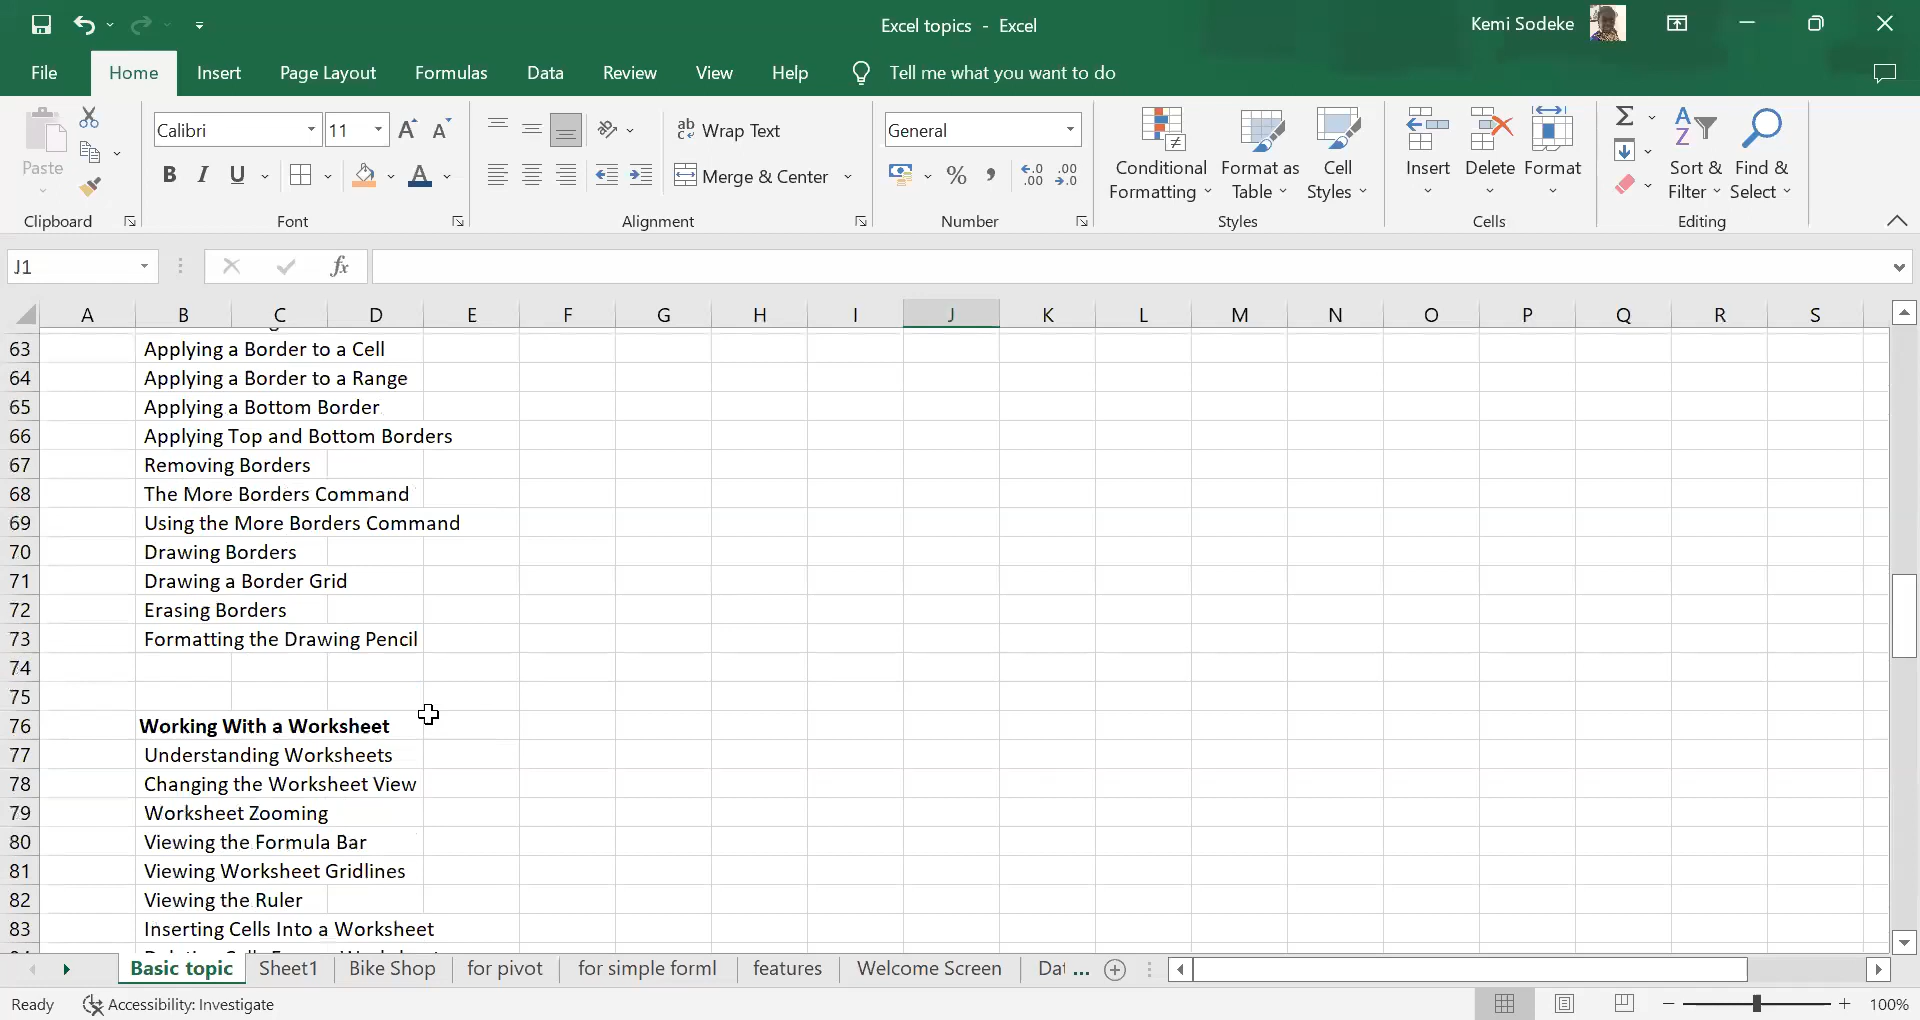 Excel topics - Excel
Kemi Sodeke
File Home Insert Page Layout Formulas Data Review View Help Tell me what you want to do
Paste
Clipboard
Calibri 11
B I U A
Font
ab Wrap Text
Merge & Center
Alignment
General
% , .00 .00
Number
Conditional Formatting
Format as Table
Cell Styles
Styles
Insert Delete Format
Cells
Sort & Filter
Find & Select
Editing
J1 fx
A B C D E F G H I J K L M N O P Q R S
63 Applying a Border to a Cell
64 Applying a Border to a Range
65 Applying a Bottom Border
66 Applying Top and Bottom Borders
67 Removing Borders
68 The More Borders Command
69 Using the More Borders Command
70 Drawing Borders
71 Drawing a Border Grid
72 Erasing Borders
73 Formatting the Drawing Pencil
74
75
76 Working With a Worksheet
77 Understanding Worksheets
78 Changing the Worksheet View
79 Worksheet Zooming
80 Viewing the Formula Bar
81 Viewing Worksheet Gridlines
82 Viewing the Ruler
83 Inserting Cells Into a Worksheet
Basic topic Sheet1 Bike Shop for pivot for simple forml features Welcome Screen Dat ...
Ready Accessibility: Investigate 100%